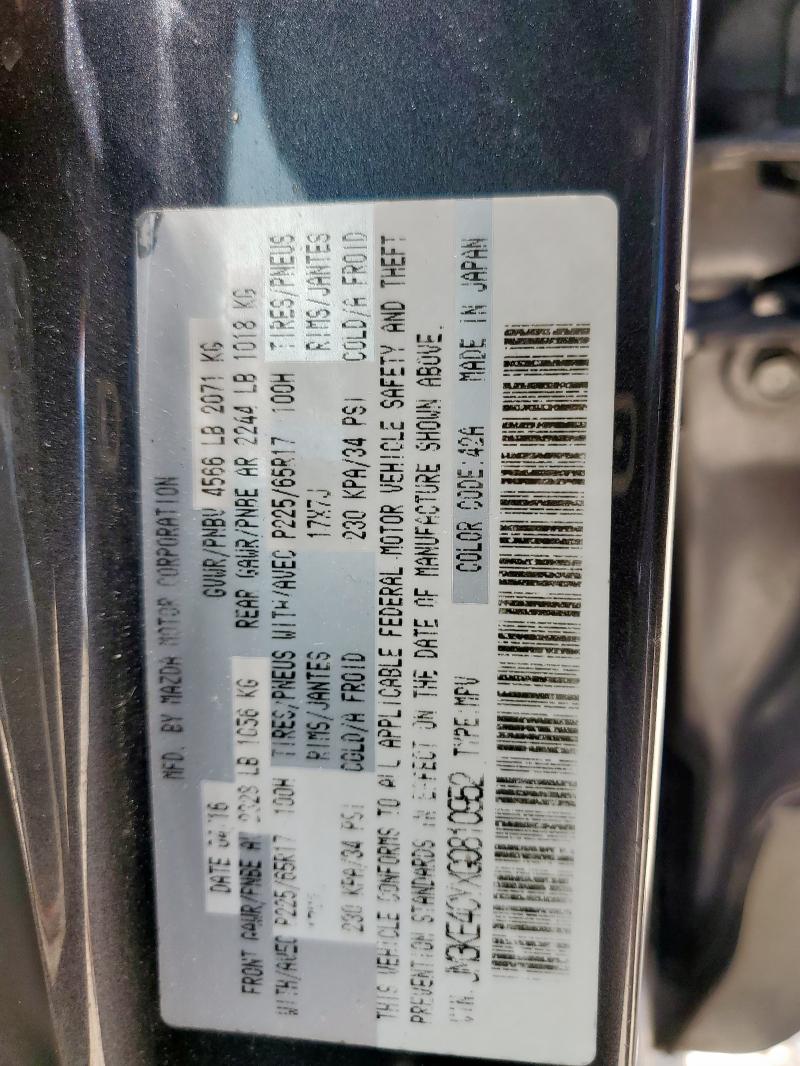 MFD. BY MAZDA MOTOR CORPORATION
DATE GVWR/PNBV 4566 LB 2071 KG
FRONT GAWR/PNBE AV 2328 LB 1056 KG REAR GAWR/PNBE AR 2244 LB 1018 KG
WITH/AVEC P225/65R17 100H TIRES/PNEUS WITH/AVEC P225/65R17 100H TIRES/PNEUS
RIMS/JANTES 17X7J RIMS/JANTES
230 KPA/34 PSI COLD/A FROID 230 KPA/34 PSI COLD/A FROID
THIS VEHICLE CONFORMS TO ALL APPLICABLE FEDERAL MOTOR VEHICLE SAFETY AND THEFT
PREVENTION STANDARDS IN EFFECT ON THE DATE OF MANUFACTURE SHOWN ABOVE.
VIN: JM3KE4CYXG0810952 TYPE:MPV COLOR CODE:42A MADE IN JAPAN